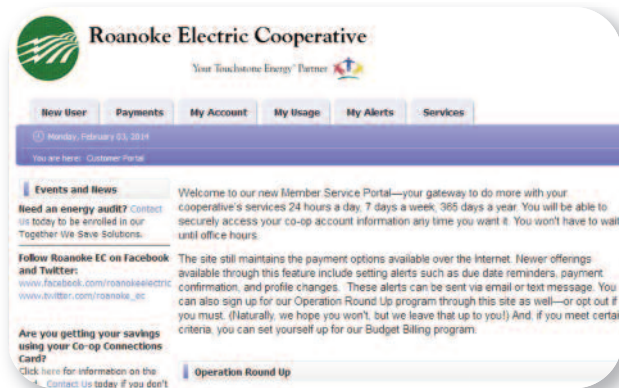 Roanoke Electric Cooperative
Your Touchstone Energy® Partner
New User Payments My Account My Usage My Alerts Services
Monday, February 03, 2014
You are here: Customer Portal
Events and News
Need an energy audit? Contact
Us today to be enrolled in our
Together We Save Solutions.
Follow Roanoke EC on Facebook
and Twitter:
www.facebook.com/roanokeelectric
www.twitter.com/roanoke_ec
Are you getting your savings
using your Co-op Connections
Card?
Click here for information on the
Contact Us today if you don't
Welcome to our new Member Service Portal—your gateway to do more with your
cooperative's services 24 hours a day, 7 days a week, 365 days a year. You will be able to
securely access your co-op account information any time you want it. You won't have to wait
until office hours.
The site still maintains the payment options available over the Internet. Newer offerings
available through this feature include setting alerts such as due date reminders, payment
confirmation, and profile changes. These alerts can be sent via email or text message. You
can also sign up for our Operation Round Up program through this site as well—or opt out if
you must. (Naturally, we hope you won't, but we leave that up to you!) And, if you meet certai
criteria, you can set yourself up for our Budget Billing program.
Operation Round Up